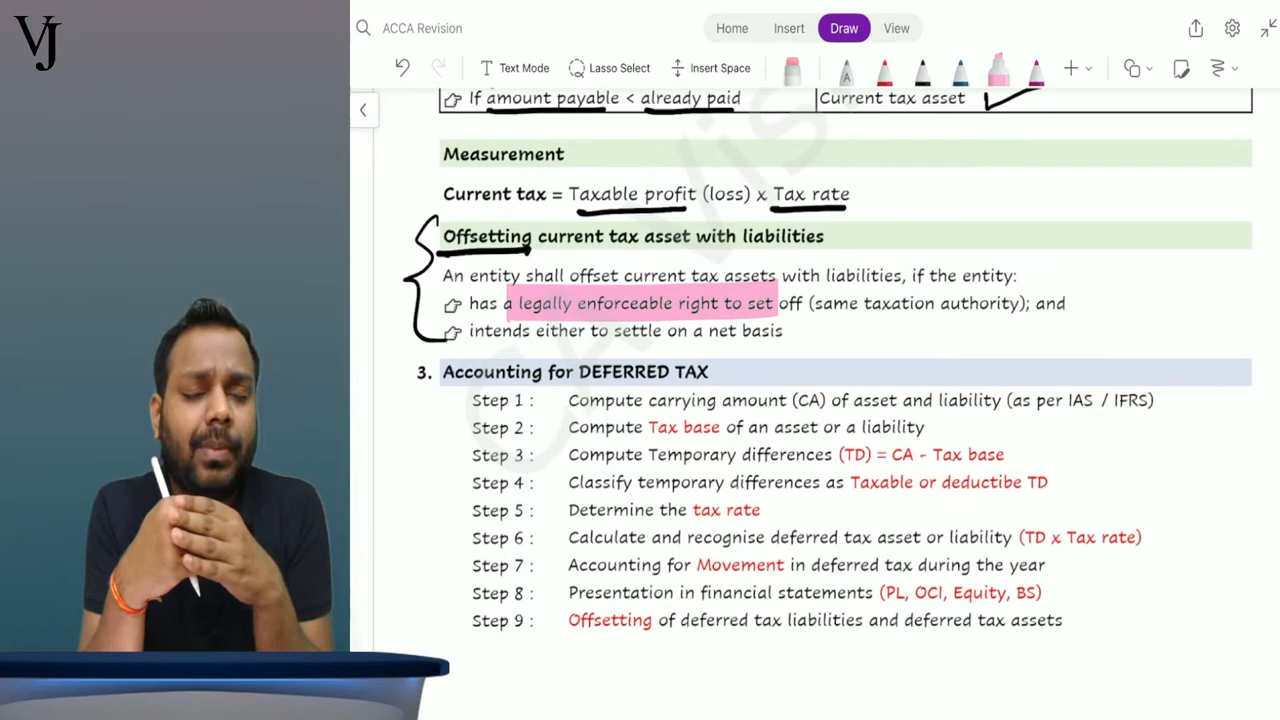 VJ
ACCA Revision
Home Insert Draw View
Text Mode Lasso Select Insert Space
If amount payable < already paid Current tax asset
Measurement
Current tax = Taxable profit (loss) x Tax rate
Offsetting current tax asset with liabilities
An entity shall offset current tax assets with liabilities, if the entity:
has a legally enforceable right to set off (same taxation authority); and
intends either to settle on a net basis
3. Accounting for DEFERRED TAX
Step 1 : Compute carrying amount (CA) of asset and liability (as per IAS / IFRS)
Step 2 : Compute Tax base of an asset or a liability
Step 3 : Compute Temporary differences (TD) = CA - Tax base
Step 4 : Classify temporary differences as Taxable or deductibe TD
Step 5 : Determine the tax rate
Step 6 : Calculate and recognise deferred tax asset or liability (TD x Tax rate)
Step 7 : Accounting for Movement in deferred tax during the year
Step 8 : Presentation in financial statements (PL, OCI, Equity, BS)
Step 9 : Offsetting of deferred tax liabilities and deferred tax assets